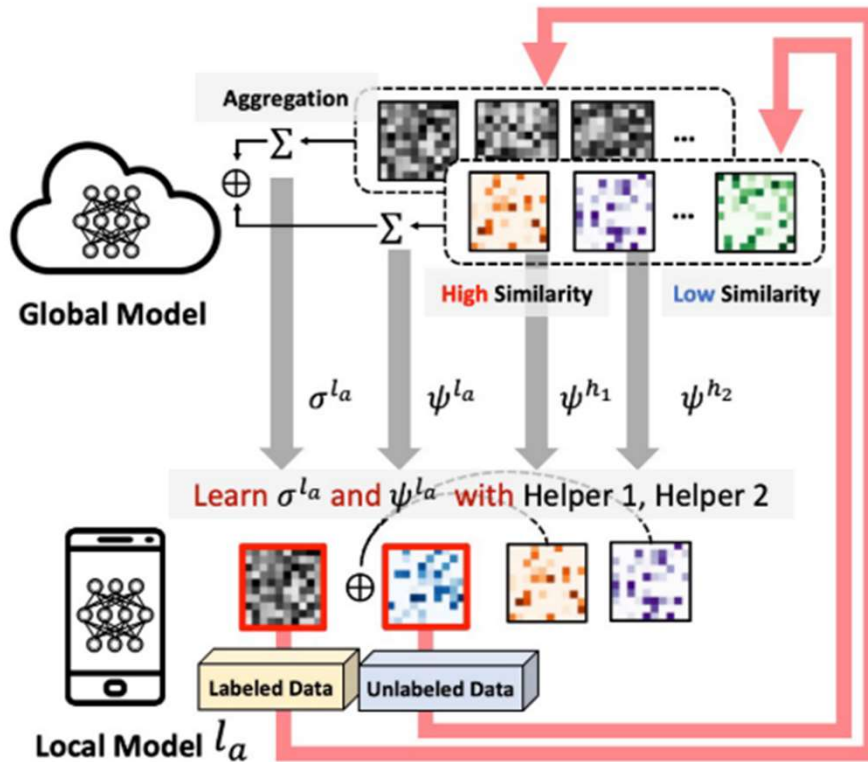 Aggregation
Σ
...
⊕
Σ
...
Global Model
High Similarity
Low Similarity
σ^{l_a}
ψ^{l_a}
ψ^{h_1}
ψ^{h_2}
Learn σ^{l_a} and ψ^{l_a} with Helper 1, Helper 2
⊕
Labeled Data
Unlabeled Data
Local Model l_a